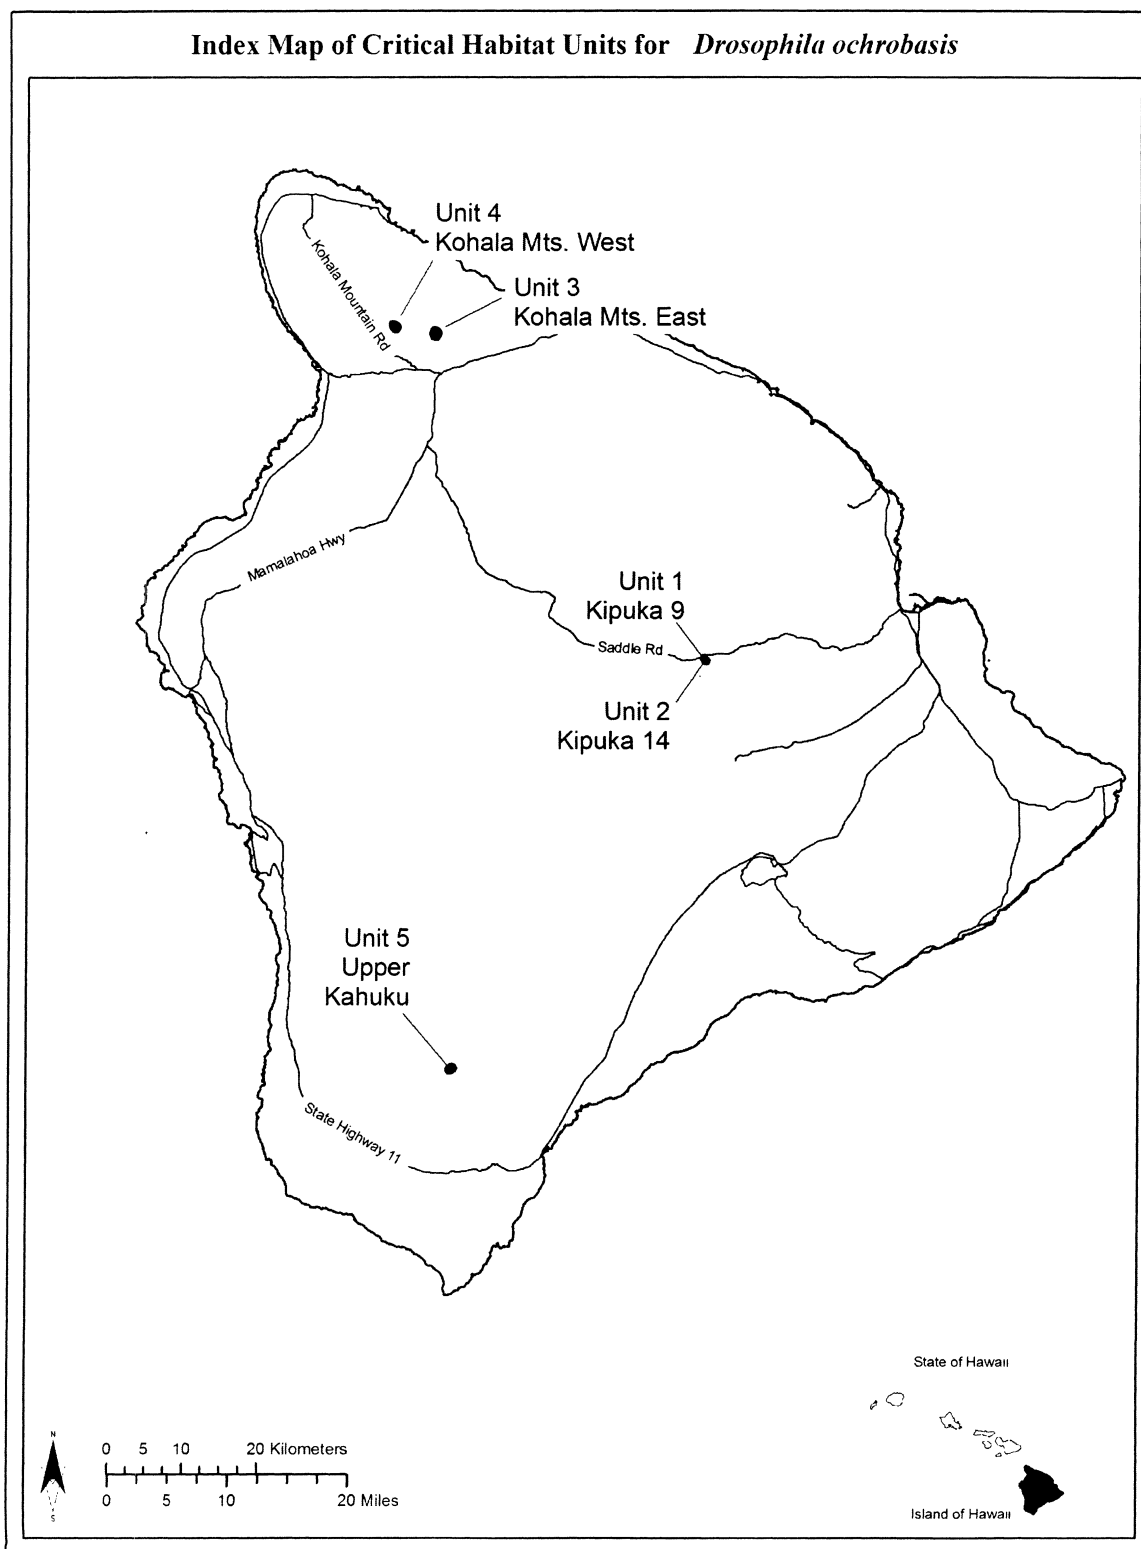 Index Map of Critical Habitat Units for Drosophila ochrobasis
Unit 4
Kohala Mts. West
Kohala Mountain Rd
Unit 3
Kohala Mts. East
Mamalahoa Hwy
Unit 1
Kipuka 9
Saddle Rd
Unit 2
Kipuka 14
Unit 5
Upper
Kahuku
State Highway 11
State of Hawaii
Island of Hawaii
N
S
0 5 10 20 Kilometers
0 5 10 20 Miles